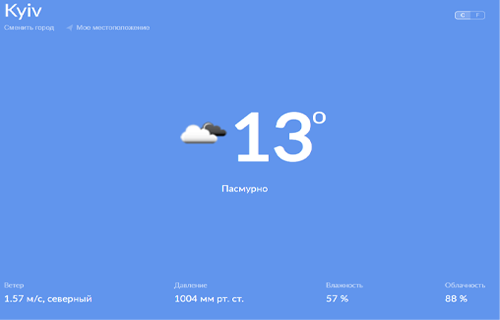 Kyiv
Сменить город Мое местоположение
C F
13°
Пасмурно
Ветер
1.57 м/с, северный
Давление
1004 мм рт. ст.
Влажность
57 %
Облачность
88 %